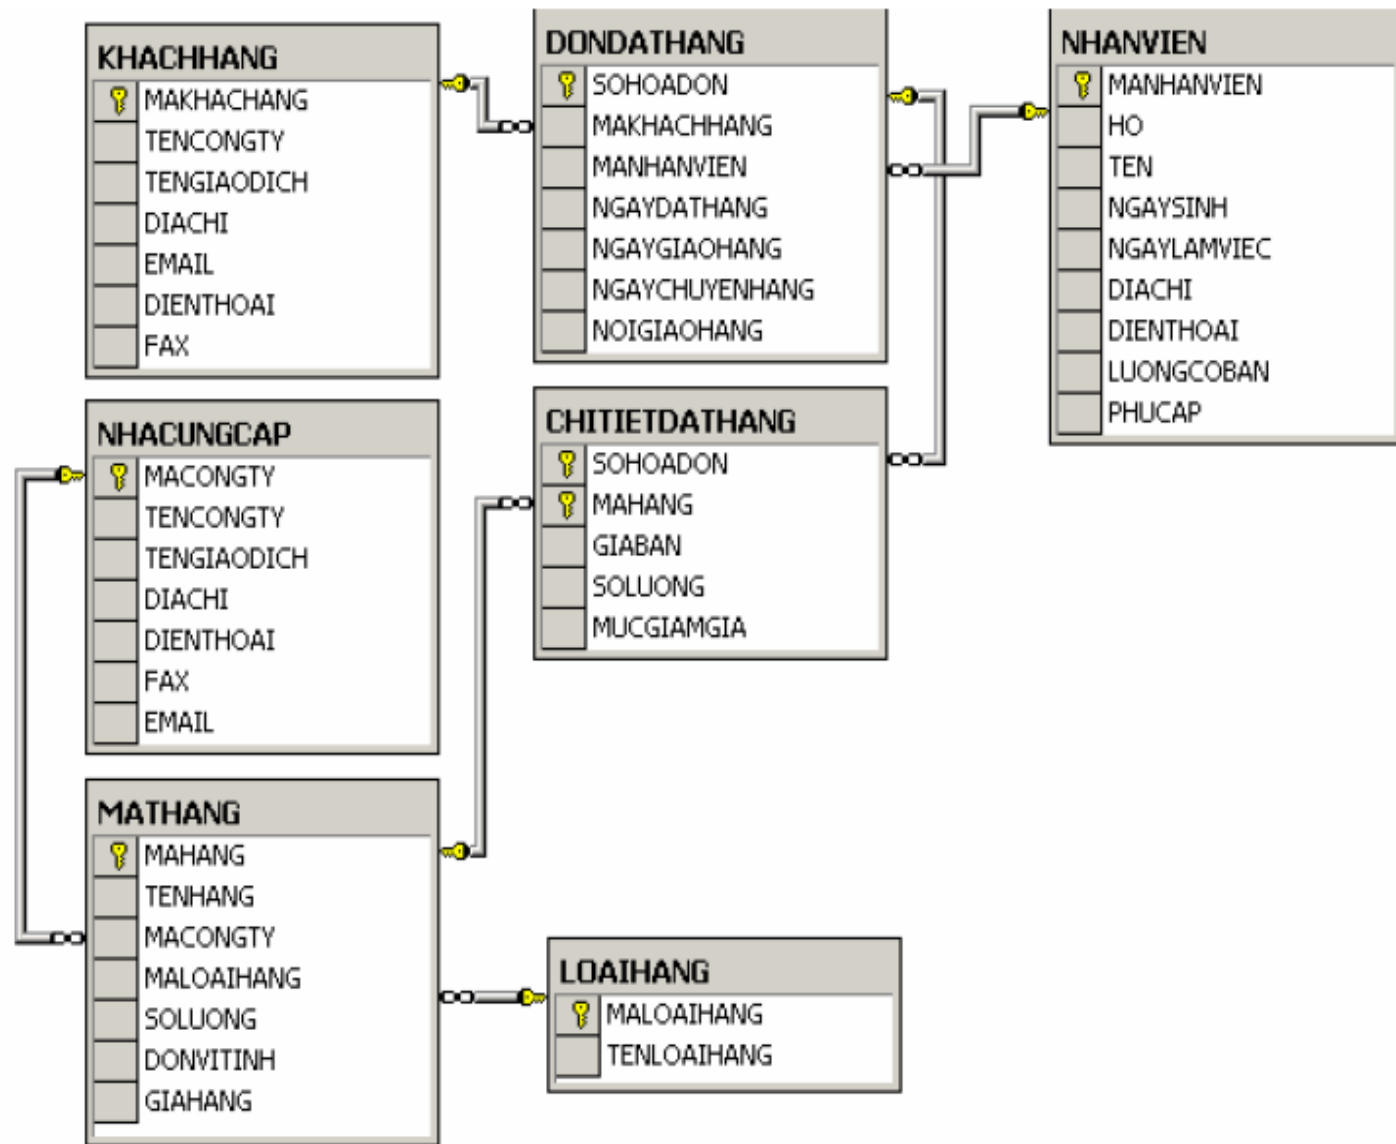 KHACHHANG
MAKHACHANG
TENCONGTY
TENGIAODICH
DIACHI
EMAIL
DIENTHOAI
FAX
DONDATHANG
SOHOADON
MAKHACHHANG
MANHANVIEN
NGAYDATHANG
NGAYGIAOHANG
NGAYCHUYENHANG
NOIGIAOHANG
NHANVIEN
MANHANVIEN
HO
TEN
NGAYSINH
NGAYLAMVIEC
DIACHI
DIENTHOAI
LUONGCOBAN
PHUCAP
NHACUNGCAP
MACONGTY
TENCONGTY
TENGIAODICH
DIACHI
DIENTHOAI
FAX
EMAIL
CHITIETDATHANG
SOHOADON
MAHANG
GIABAN
SOLUONG
MUCGIAMGIA
MATHANG
MAHANG
TENHANG
MACONGTY
MALOAIHANG
SOLUONG
DONVITINH
GIAHANG
LOAIHANG
MALOAIHANG
TENLOAIHANG